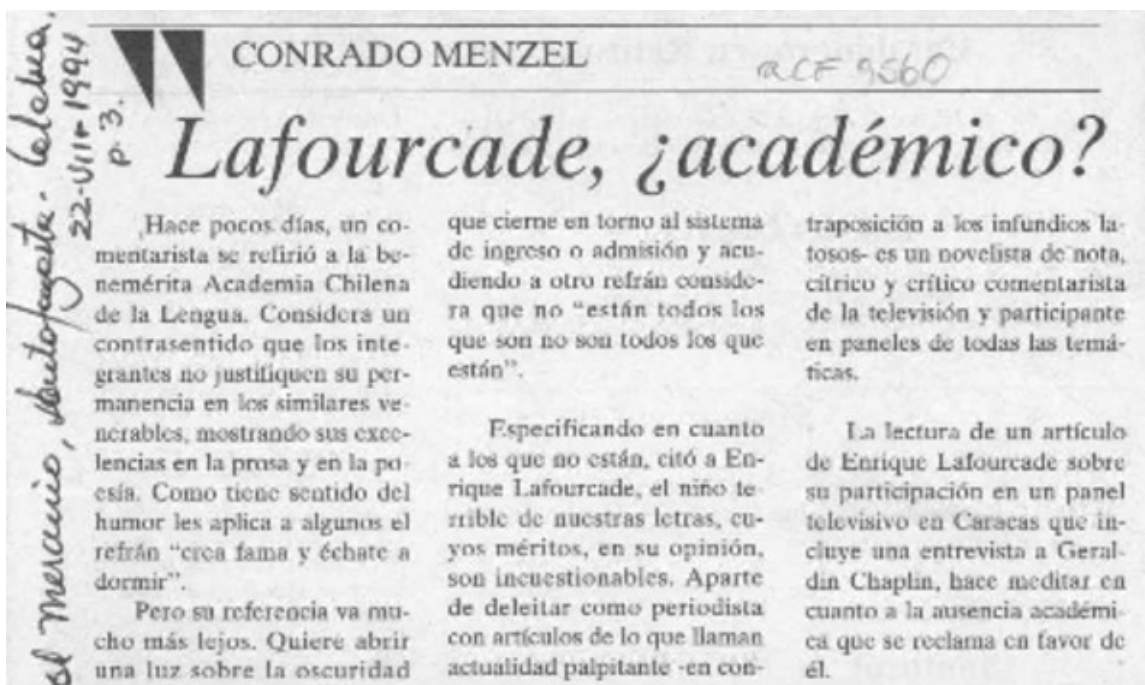 CONRADO MENZEL
RCF 9560
Lafourcade, ¿académico?
Hace pocos días, un co-
mentarista se refirió a la be-
nemérita Academia Chilena
de la Lengua. Considera un
contrasentido que los inte-
grantes no justifiquen su per-
manencia en los similares ve-
nerables, mostrando sus exce-
lencias en la prosa y en la po-
esía. Como tiene sentido del
humor les aplica a algunos el
refrán "crea fama y échate a
dormir".
Pero su referencia va mu-
cho más lejos. Quiere abrir
una luz sobre la oscuridad
que cierne en torno al sistema
de ingreso o admisión y acu-
diendo a otro refrán conside-
ra que no "están todos los
que son no son todos los que
están".
Especificando en cuanto
a los que no están, citó a En-
rique Lafourcade, el niño te-
rrible de nuestras letras, cu-
yos méritos, en su opinión,
son incuestionables. Aparte
de deleitar como periodista
con artículos de lo que llaman
actualidad palpitante -en con-
traposición a los infundios la-
tosos- es un novelista de nota,
cítrico y crítico comentarista
de la televisión y participante
en paneles de todas las temá-
ticas.
La lectura de un artículo
de Enrique Lafourcade sobre
su participación en un panel
televisivo en Caracas que in-
cluye una entrevista a Geral-
din Chaplin, hace meditar en
cuanto a la ausencia académi-
ca que se reclama en favor de
él.
El Mercurio, Antofagasta-
22-VIII-1994
p. 3.